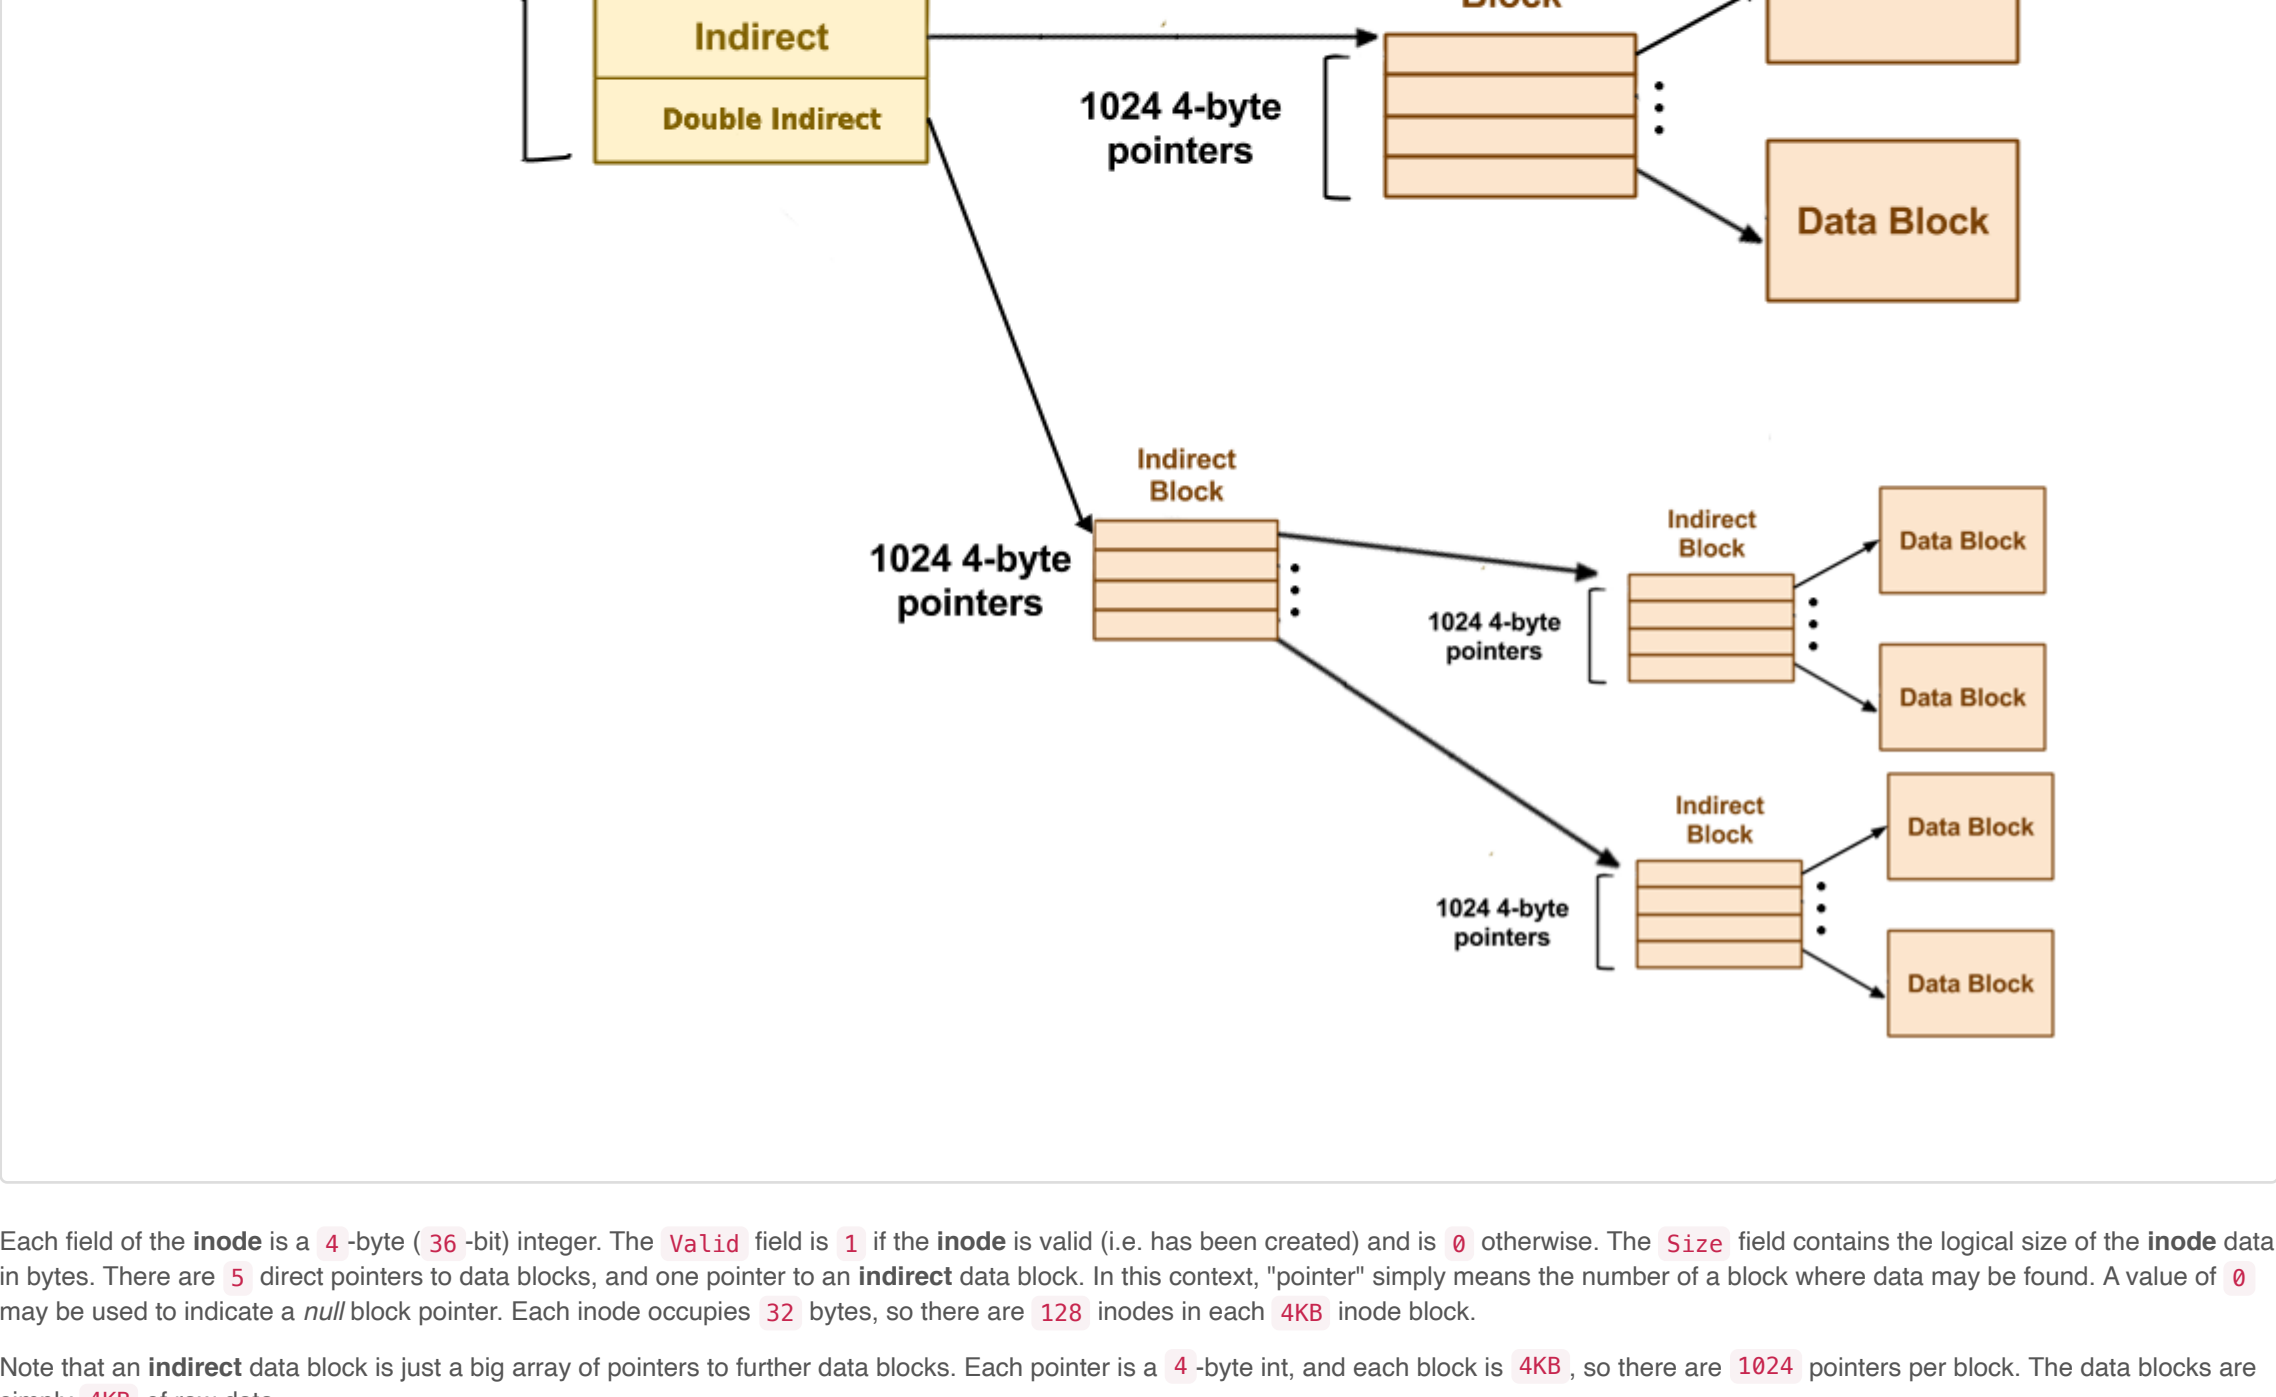 Block
Indirect
Double Indirect
1024 4-byte
pointers
Data Block
Indirect
Block
1024 4-byte
pointers
Indirect
Block
1024 4-byte
pointers
Data Block
Data Block
Indirect
Block
1024 4-byte
pointers
Data Block
Data Block
Each field of the inode is a 4 -byte ( 36 -bit) integer. The Valid field is 1 if the inode is valid (i.e. has been created) and is 0 otherwise. The Size field contains the logical size of the inode data
in bytes. There are 5 direct pointers to data blocks, and one pointer to an indirect data block. In this context, "pointer" simply means the number of a block where data may be found. A value of 0
may be used to indicate a null block pointer. Each inode occupies 32 bytes, so there are 128 inodes in each 4KB inode block.
Note that an indirect data block is just a big array of pointers to further data blocks. Each pointer is a 4 -byte int, and each block is 4KB , so there are 1024 pointers per block. The data blocks are
simply 4KB of raw data